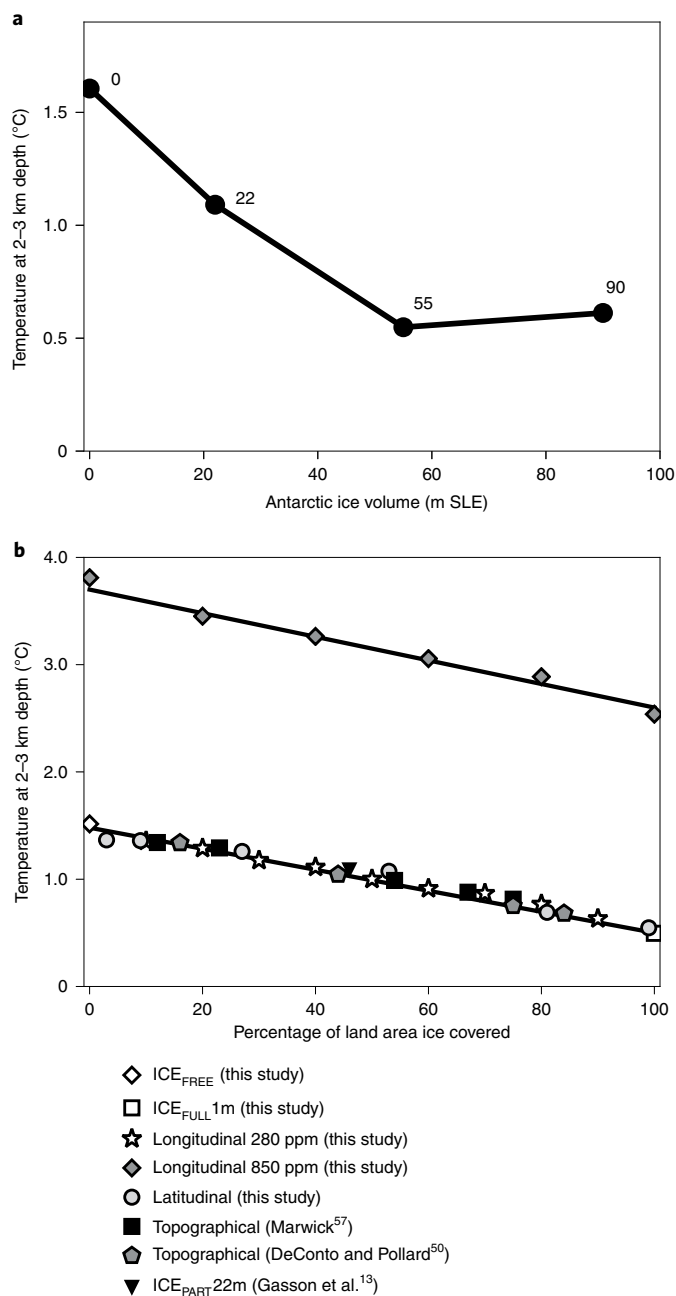 a
Temperature at 2–3 km depth (°C)
1.5
1.0
0.5
0
0
22
55
90
0
20
40
60
80
100
Antarctic ice volume (m SLE)
b
Temperature at 2–3 km depth (°C)
4.0
3.0
2.0
1.0
0
0
20
40
60
80
100
Percentage of land area ice covered
ICEFREE (this study)
ICEFULL1m (this study)
Longitudinal 280 ppm (this study)
Longitudinal 850 ppm (this study)
Latitudinal (this study)
Topographical (Marwick57)
Topographical (DeConto and Pollard50)
ICEPART22m (Gasson et al.13)